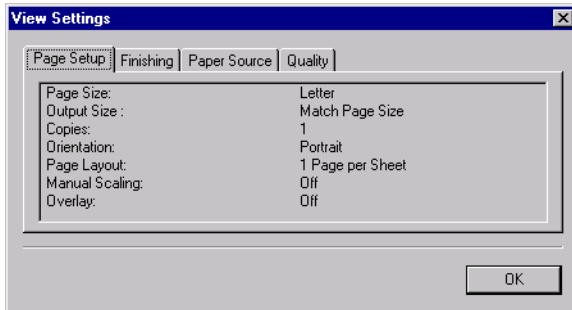 View Settings
Page Setup Finishing Paper Source Quality
Page Size: Letter
Output Size : Match Page Size
Copies: 1
Orientation: Portrait
Page Layout: 1 Page per Sheet
Manual Scaling: Off
Overlay: Off
OK